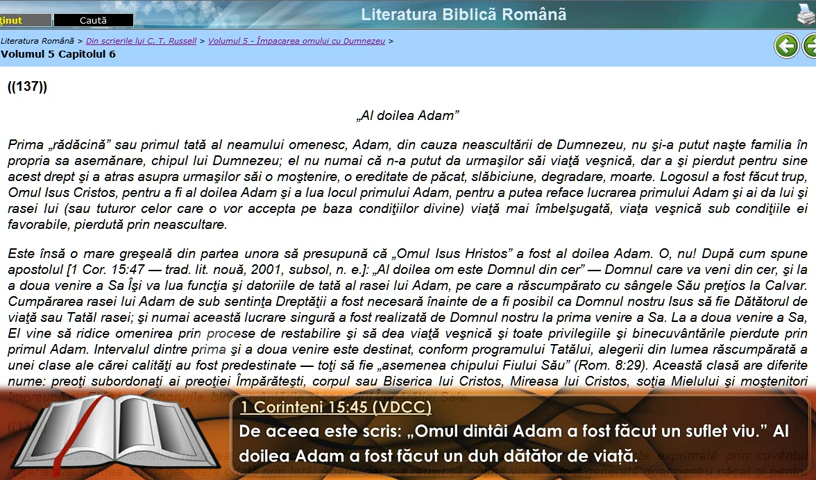 ținut
Caută
Literatura Biblică Română
Literatura Română > Din scrierile lui C. T. Russell > Volumul 5 - Împacarea omului cu Dumnezeu >
Volumul 5 Capitolul 6
((137))
„Al doilea Adam”
Prima „rădăcină” sau primul tată al neamului omenesc, Adam, din cauza neascultării de Dumnezeu, nu şi-a putut naşte familia în
propria sa asemănare, chipul lui Dumnezeu; el nu numai că n-a putut da urmaşilor săi viaţă veşnică, dar a şi pierdut pentru sine
acest drept şi a atras asupra urmaşilor săi o moştenire, o ereditate de păcat, slăbiciune, degradare, moarte. Logosul a fost făcut trup,
Omul Isus Cristos, pentru a fi al doilea Adam şi a lua locul primului Adam, pentru a putea reface lucrarea primului Adam şi ai da lui şi
rasei lui (sau tuturor celor care o vor accepta pe baza condiţiilor divine) viaţă mai îmbelşugată, viaţa veşnică sub condiţiile ei
favorabile, pierdută prin neascultare.
Este însă o mare greşeală din partea unora să presupună că „Omul Isus Hristos” a fost al doilea Adam. O, nu! După cum spune
apostolul [1 Cor. 15:47 — trad. lit. nouă, 2001, subsol, n. e.]: „Al doilea om este Domnul din cer” — Domnul care va veni din cer, şi la
a doua venire a Sa Îşi va lua funcţia şi datoriile de tată al rasei lui Adam, pe care a răscumpărato cu sângele Său preţios la Calvar.
Cumpărarea rasei lui Adam de sub sentinţa Dreptăţii a fost necesară înainte de a fi posibil ca Domnul nostru Isus să fie Dătătorul de
viaţă sau Tatăl rasei; şi numai această lucrare singură a fost realizată de Domnul nostru la prima venire a Sa. La a doua venire a Sa,
El vine să ridice omenirea prin procese de restabilire şi să dea viaţă veşnică şi toate privilegiile şi binecuvântările pierdute prin
primul Adam. Intervalul dintre prima şi a doua venire este destinat, conform programului Tatălui, alegerii din lumea răscumpărată a
unei clase ale cărei calităţi au fost predestinate — toţi să fie „asemenea chipului Fiului Său” (Rom. 8:29). Această clasă are diferite
nume: preoţi subordonaţi ai preoţiei Împărăteşti, corpul sau Biserica lui Cristos, Mireasa lui Cristos, soţia Mielului şi moştenitori
1 Corinteni 15:45 (VDCC)
De aceea este scris: „Omul dintâi Adam a fost făcut un suflet viu.” Al
doilea Adam a fost făcut un duh dătător de viață.